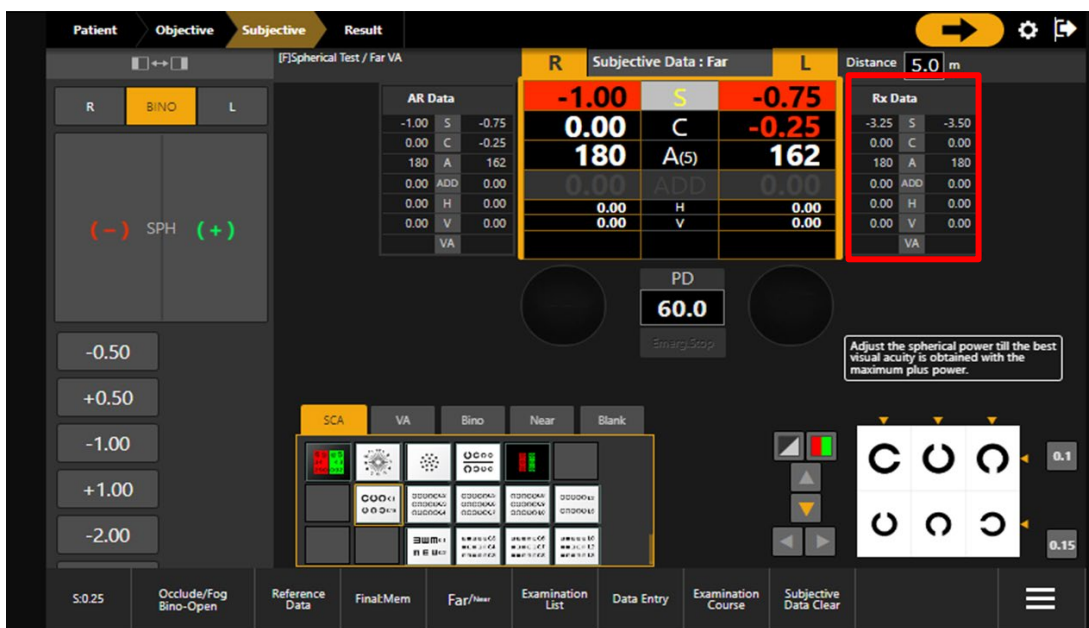 Patient Objective Subjective Result
[F]Spherical Test / Far VA
R Subjective Data : Far L
Distance 5.0 m
R BINO L
AR Data
-1.00 S -0.75
0.00 C -0.25
180 A 162
0.00 ADD 0.00
0.00 H 0.00
0.00 V 0.00
VA
-1.00 S -0.75
0.00 C -0.25
180 A(5) 162
0.00 ADD 0.00
0.00 H 0.00
0.00 V 0.00
Rx Data
-3.25 S -3.50
0.00 C 0.00
180 A 180
0.00 ADD 0.00
0.00 H 0.00
0.00 V 0.00
VA
(-) SPH (+)
PD
60.0
Emerg.Stop
Adjust the spherical power till the best
visual acuity is obtained with the
maximum plus power.
-0.50
+0.50
-1.00
+1.00
-2.00
SCA VA Bino Near Blank
0.1
0.15
S:0.25
Occlude/Fog
Bino-Open
Reference
Data
Final:Mem
Far/Near
Examination
List
Data Entry
Examination
Course
Subjective
Data Clear